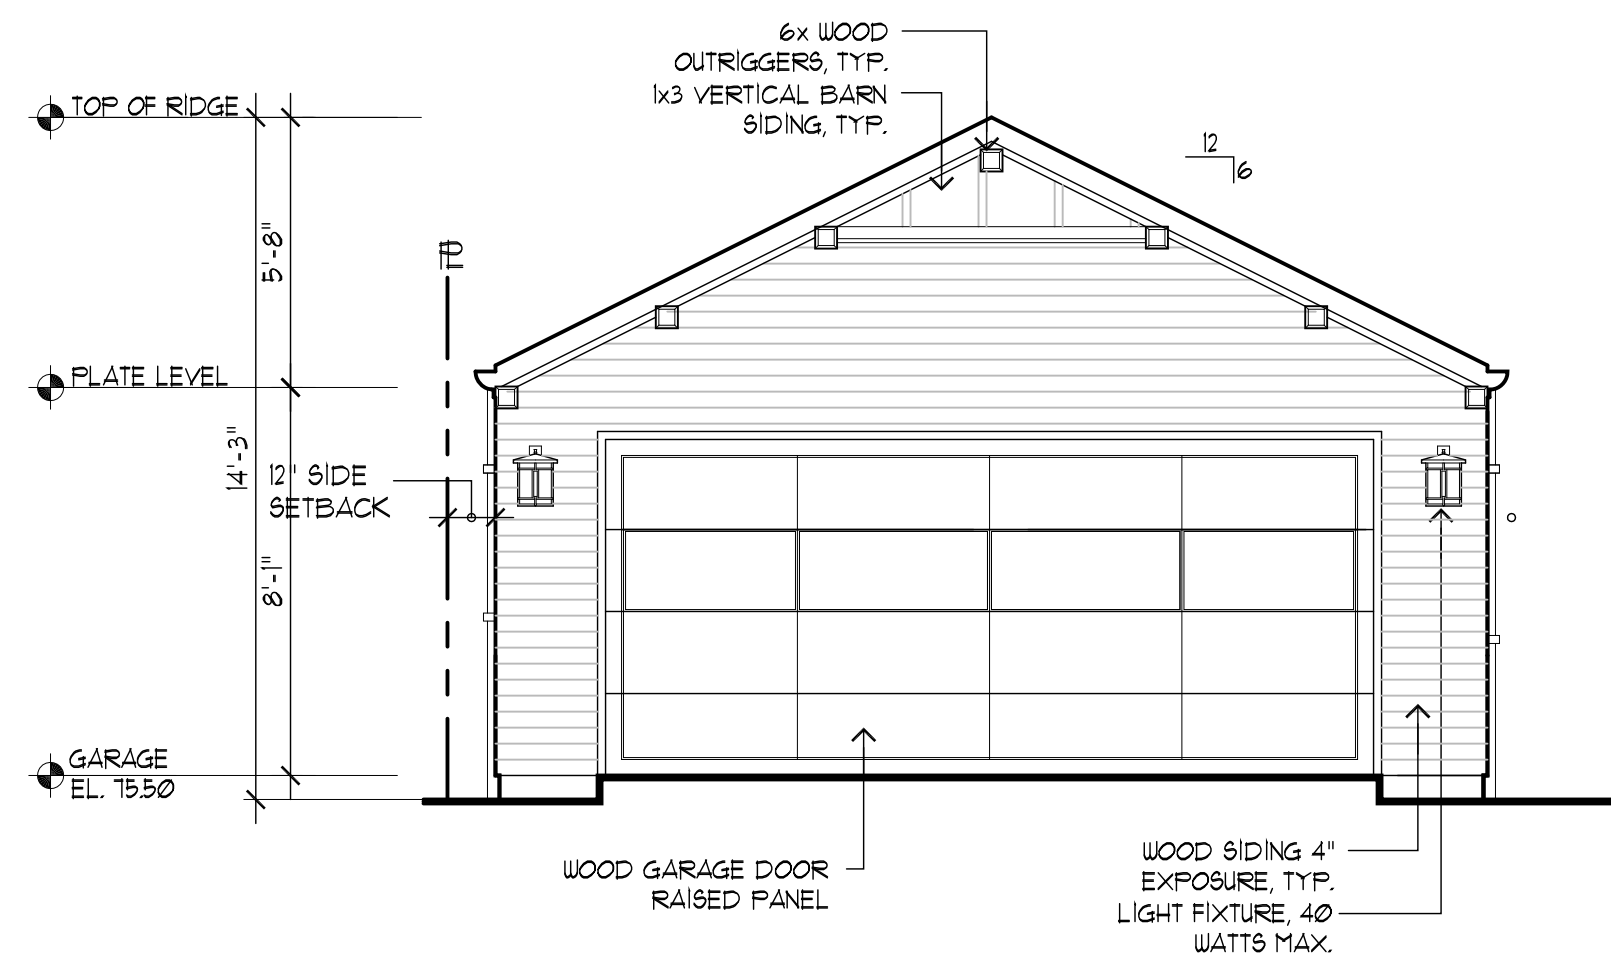 6x WOOD
OUTRIGGERS, TYP.
1x3 VERTICAL BARN
SIDING, TYP.
TOP OF RIDGE
12
6
5'-8"
PLATE LEVEL
14'-3"
12" SIDE
SETBACK
8'-1"
GARAGE
EL. 75.50
WOOD GARAGE DOOR
RAISED PANEL
WOOD SIDING 4"
EXPOSURE, TYP.
LIGHT FIXTURE, 40
WATTS MAX.